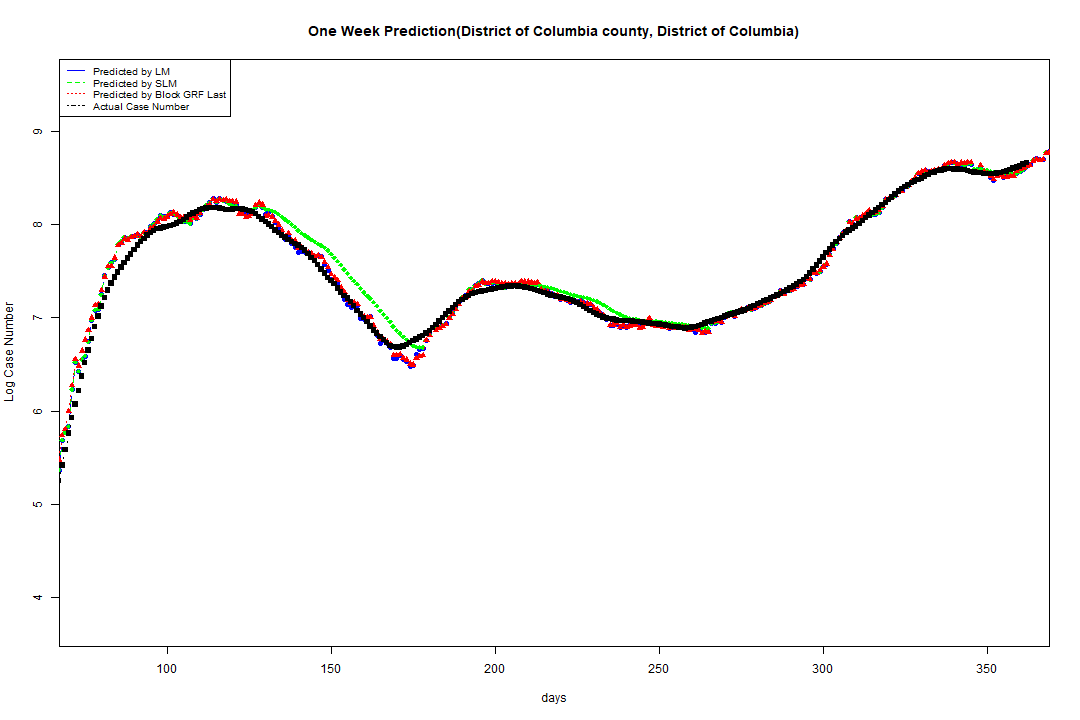 One Week Prediction(District of Columbia county, District of Columbia)
Predicted by LM
Predicted by SLM
Predicted by Block GRF Last
Actual Case Number
9
8
7
6
5
4
Log Case Number
100 150 200 250 300 350
days